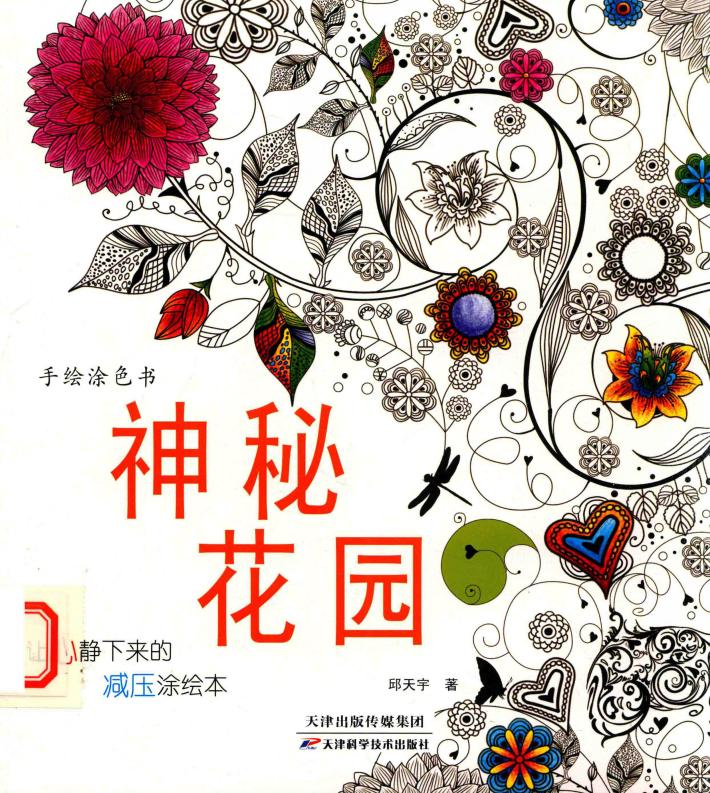 手绘涂色书
神秘
花园
让心静下来的
减压涂绘本
邱天宇 著
天津出版传媒集团
天津科学技术出版社